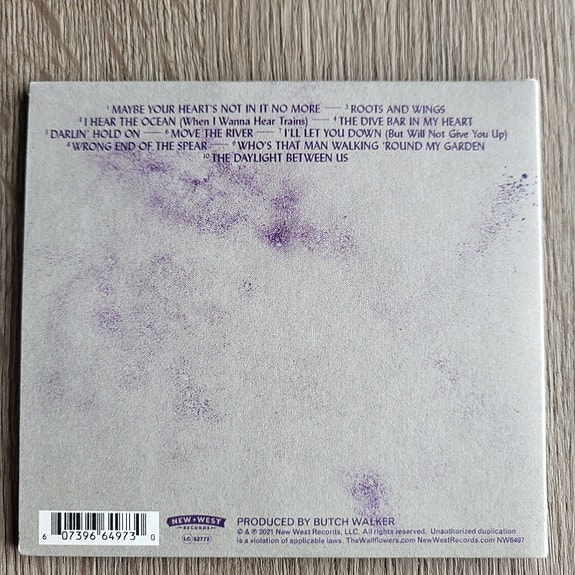 1 MAYBE YOUR HEART'S NOT IN IT NO MORE — 2 ROOTS AND WINGS
3 I HEAR THE OCEAN (When I Wanna Hear Trains) — 4 THE DIVE BAR IN MY HEART
5 DARLIN' HOLD ON — 6 MOVE THE RIVER — 7 I'LL LET YOU DOWN (But Will Not Give You Up)
8 WRONG END OF THE SPEAR — 9 WHO'S THAT MAN WALKING 'ROUND MY GARDEN
10 THE DAYLIGHT BETWEEN US
6 07396 64973 0
NEW WEST
RECORDS
LC 52773
PRODUCED BY BUTCH WALKER
© & ℗ 2021 New West Records, LLC. All rights reserved. Unauthorized duplication
is a violation of applicable laws. TheWallflowers.com NewWestRecords.com NW6497